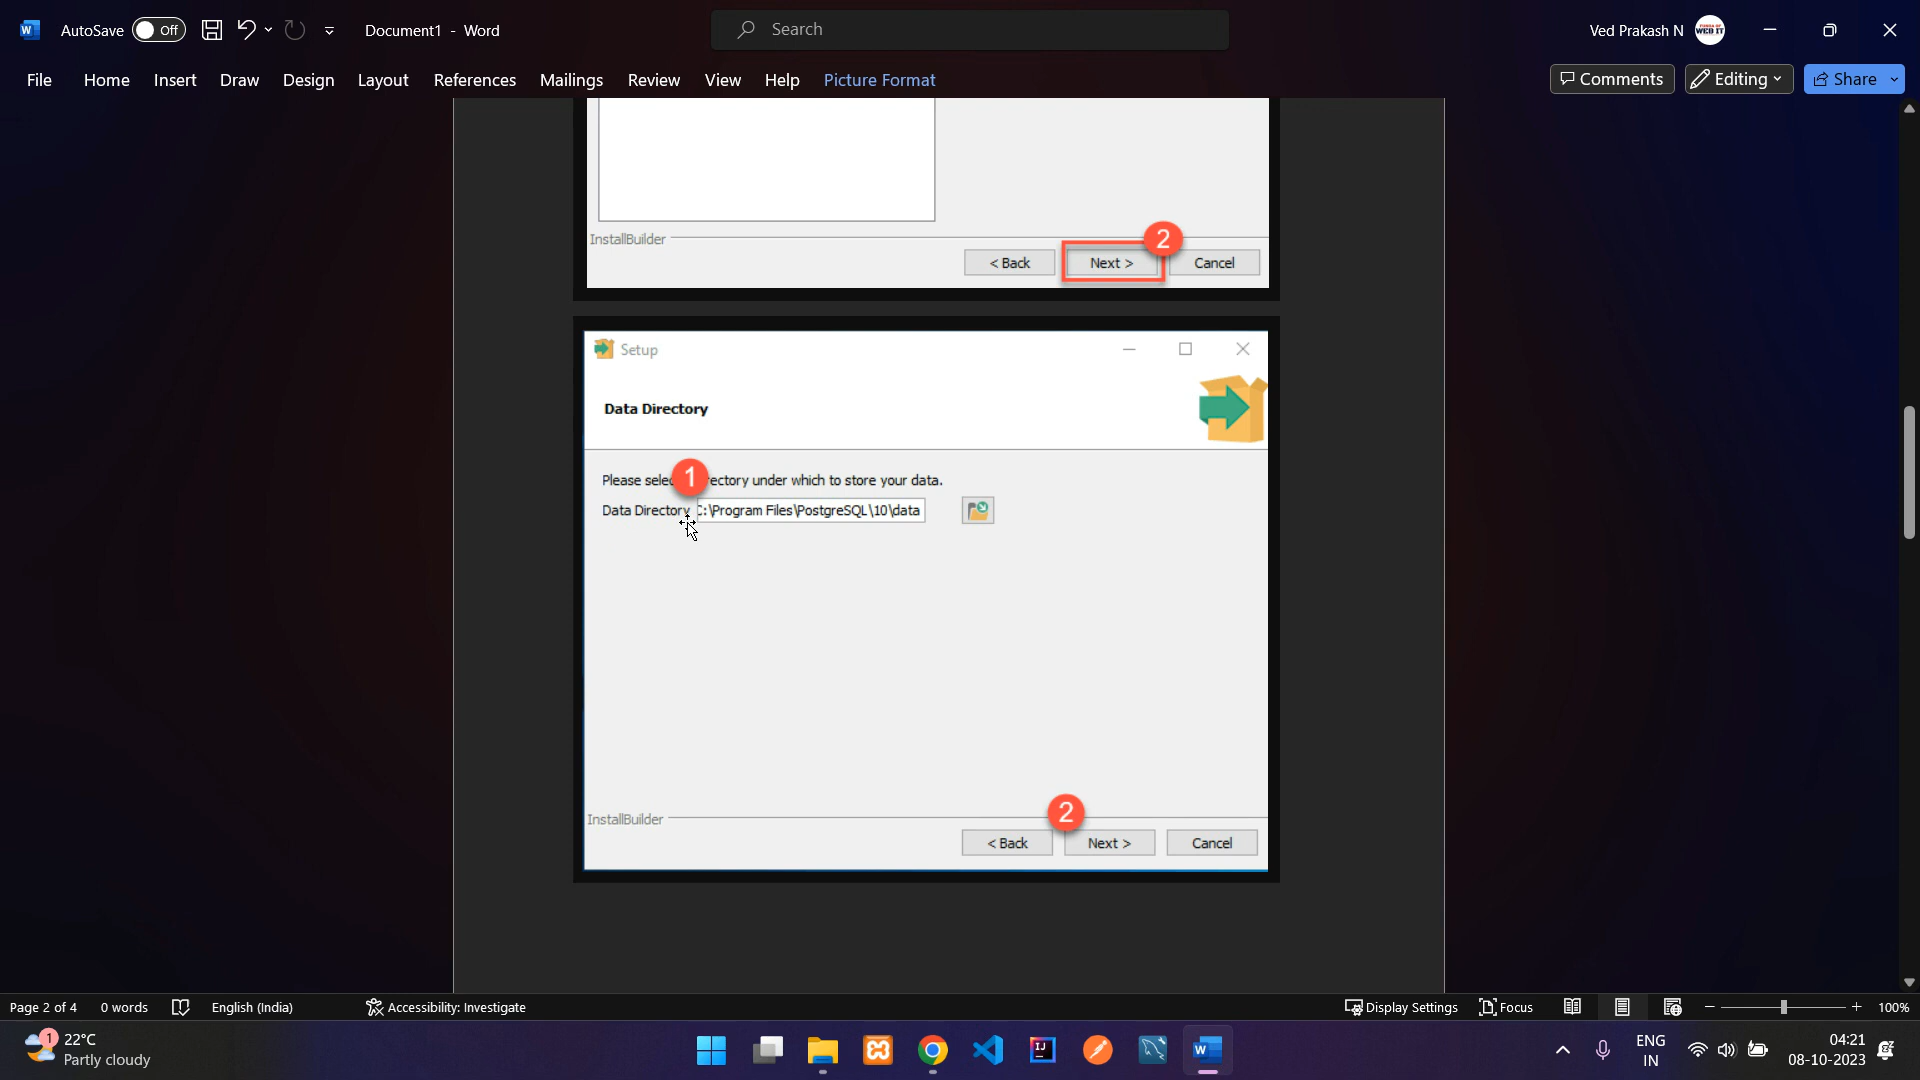 AutoSave Off Document1 - Word Search Ved Prakash N
File Home Insert Draw Design Layout References Mailings Review View Help Picture Format Comments Editing Share
InstallBuilder
2
< Back Next > Cancel
Setup
Data Directory
1
Please selec ectory under which to store your data.
Data Directory :\Program Files\PostgreSQL\10\data
2
InstallBuilder
< Back Next > Cancel
Page 2 of 4 0 words English (India) Accessibility: Investigate Display Settings Focus 100%
1 22°C
Partly cloudy
ENG
IN
04:21
08-10-2023